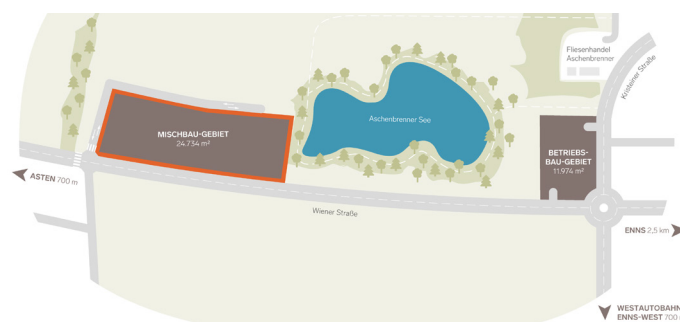 Fliesenhandel
Aschenbrenner
Kristeiner Straße
Aschenbrenner See
MISCHBAU-GEBIET
24.734 m²
BETRIEBS-
BAU-GEBIET
11.974 m²
ASTEN 700 m
Wiener Straße
ENNS 2,5 km
WESTAUTOBAHN
ENNS-WEST 700